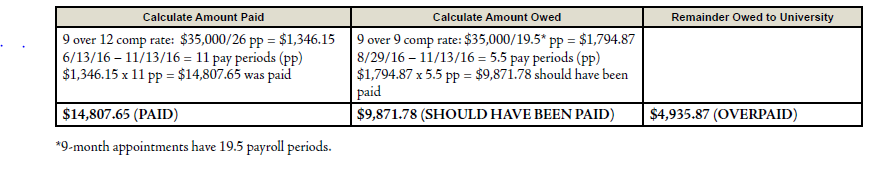 Calculate Amount Paid
Calculate Amount Owed
Remainder Owed to University
9 over 12 comp rate: $35,000/26 pp = $1,346.15
6/13/16 – 11/13/16 = 11 pay periods (pp)
$1,346.15 x 11 pp = $14,807.65 was paid
9 over 9 comp rate: $35,000/19.5* pp = $1,794.87
8/29/16 – 11/13/16 = 5.5 pay periods (pp)
$1,794.87 x 5.5 pp = $9,871.78 should have been
paid
$14,807.65 (PAID)
$9,871.78 (SHOULD HAVE BEEN PAID)
$4,935.87 (OVERPAID)
*9-month appointments have 19.5 payroll periods.